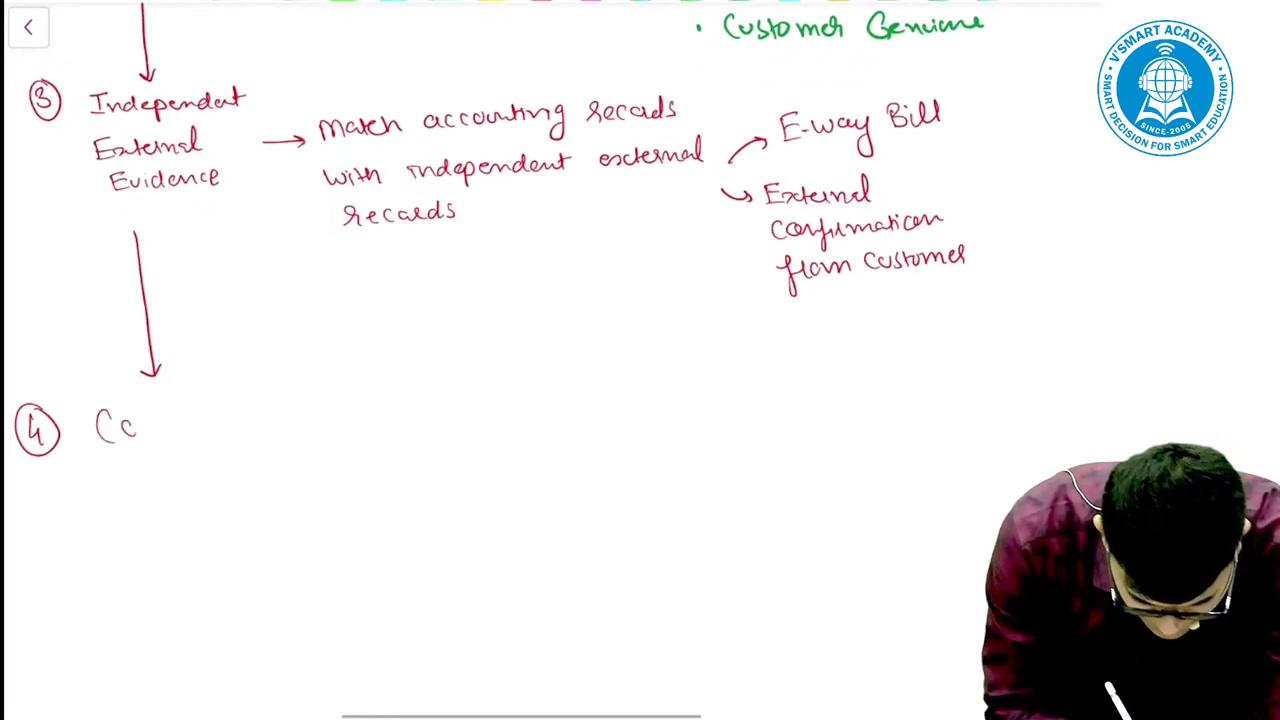 • Customer Genuine
③ Independent External Evidence → Match accounting records with independent external records
E-way Bill
External confirmation from customer
④ Co
V'SMART ACADEMY
SINCE-2005
SMART DECISION FOR SMART EDUCATION